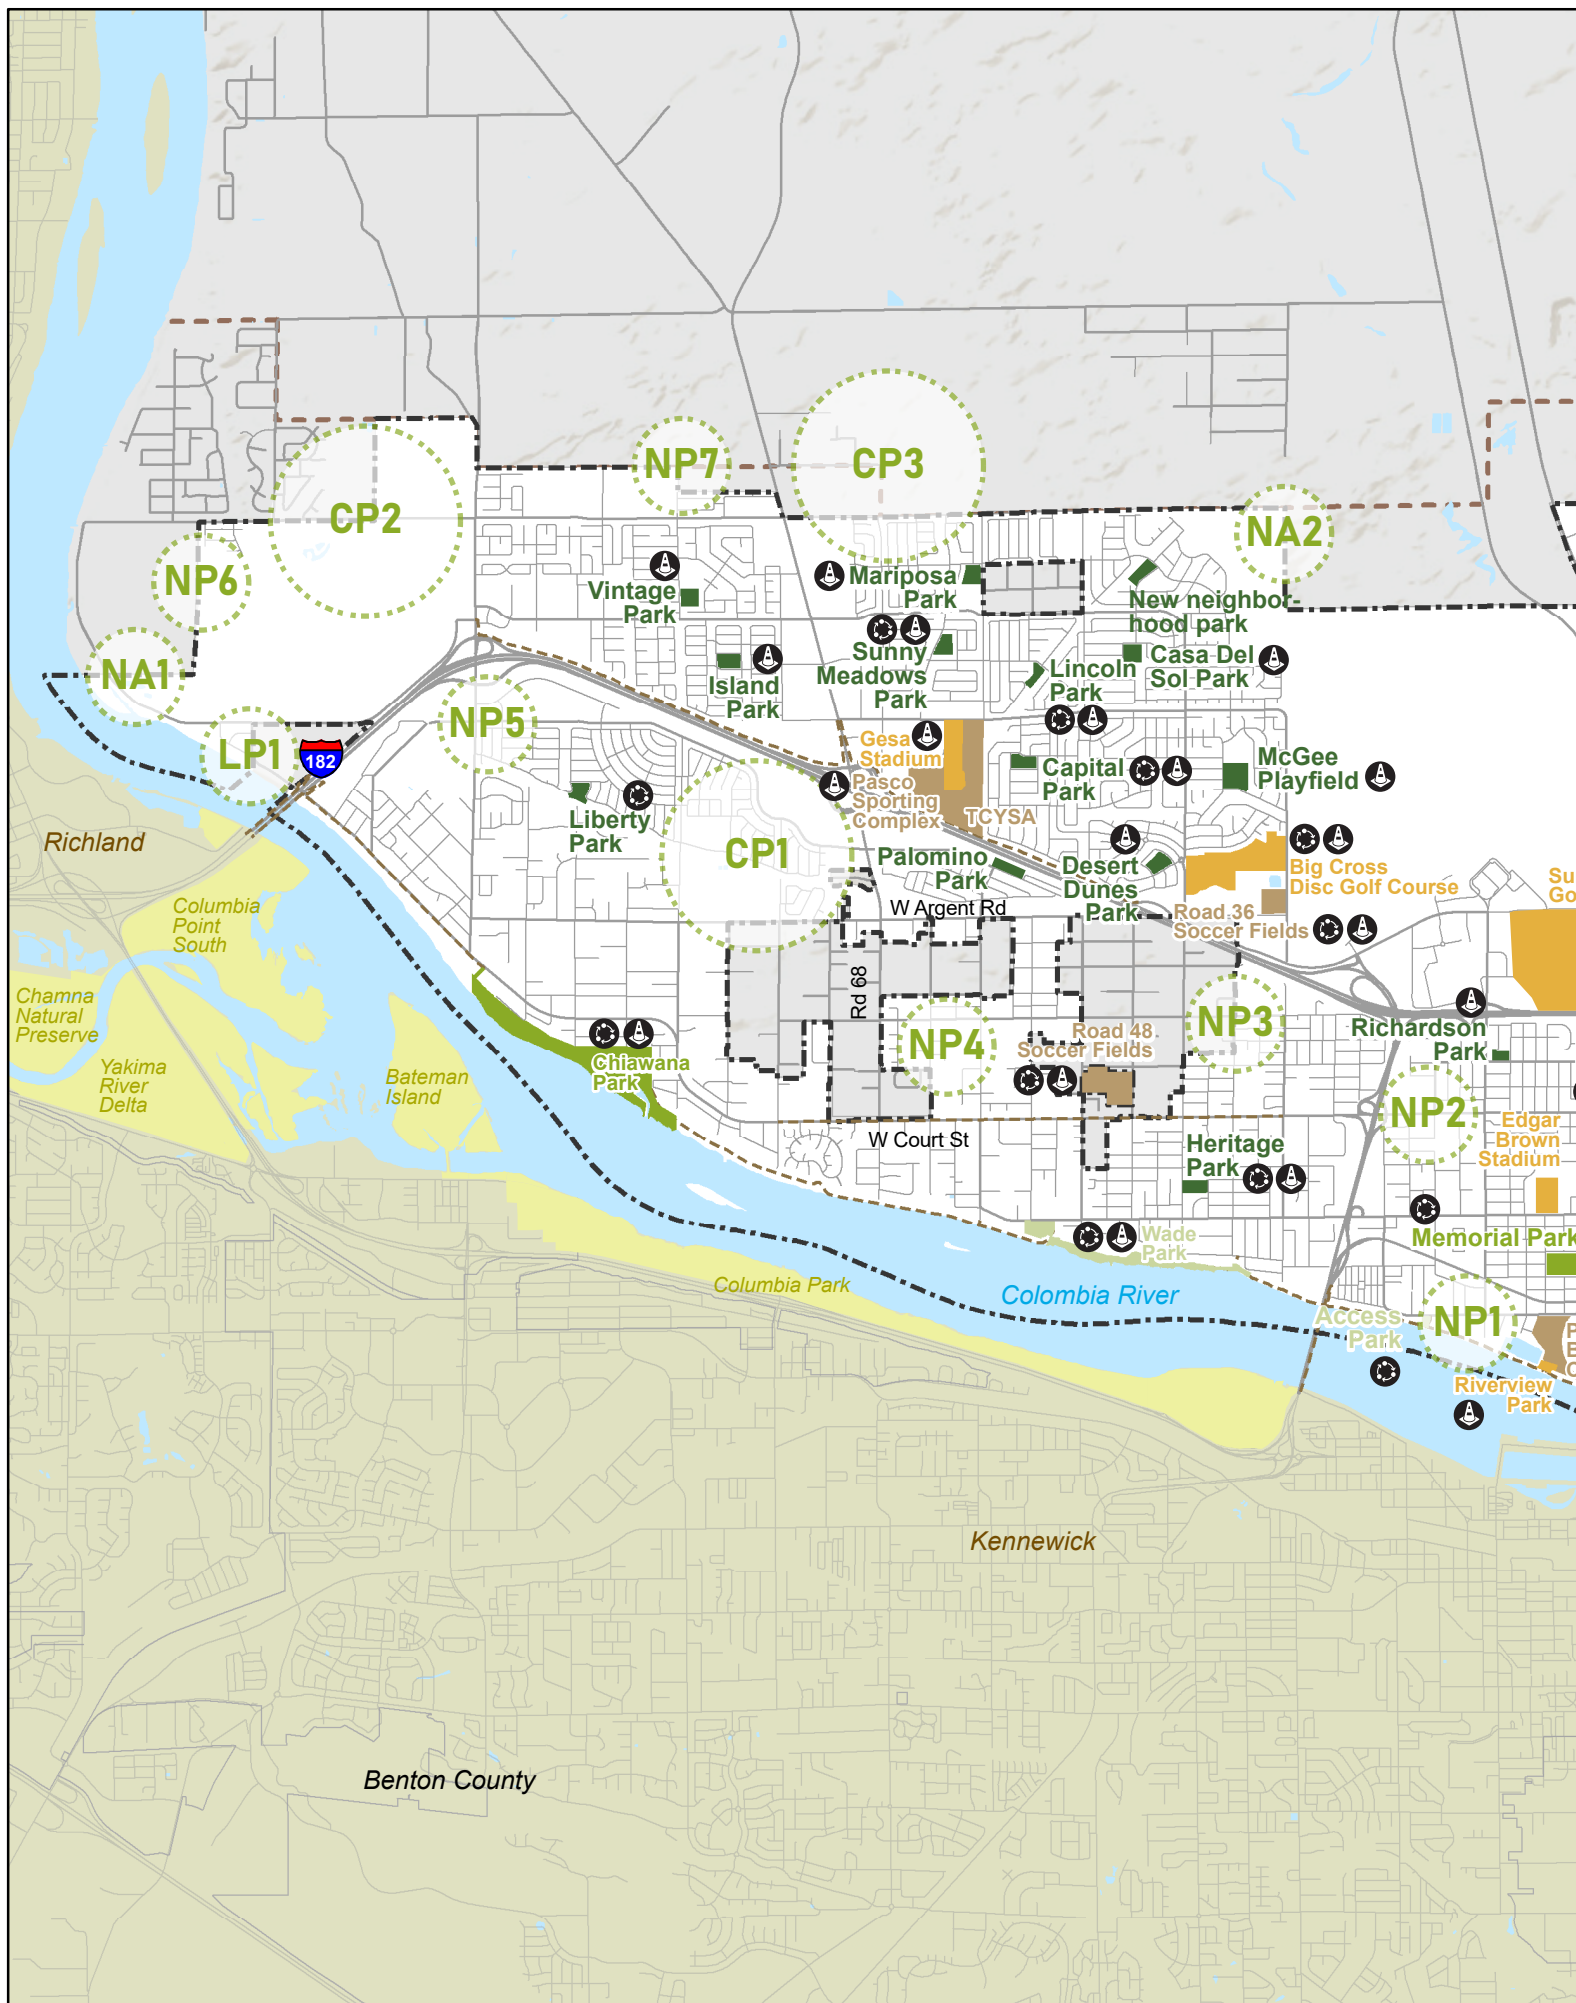 NP7
CP3
CP2
NA2
NP6
Vintage
Park
Mariposa
Park
New neighbor-
hood park
NA1
Sunny
Meadows
Park
Island
Park
Lincoln
Park
Casa Del
Sol Park
NP5
LP1
182
Gesa
Stadium
Pasco
Sporting
Complex
TCYSA
Capital
Park
McGee
Playfield
Liberty
Park
Richland
CP1
Palomino
Park
Desert
Dunes
Park
Big Cross
Disc Golf Course
Su
Go
W Argent Rd
Road 36
Soccer Fields
Columbia
Point
South
Chamna
Natural
Preserve
Rd 68
NP4
NP3
Road 48
Soccer Fields
Richardson
Park
Yakima
River
Delta
Bateman
Island
Chiawana
Park
NP2
Edgar
Brown
Stadium
W Court St
Heritage
Park
Wade
Park
Memorial Park
Columbia Park
Colombia River
Access
Park
NP1
P
E
C
Riverview
Park
Kennewick
Benton County